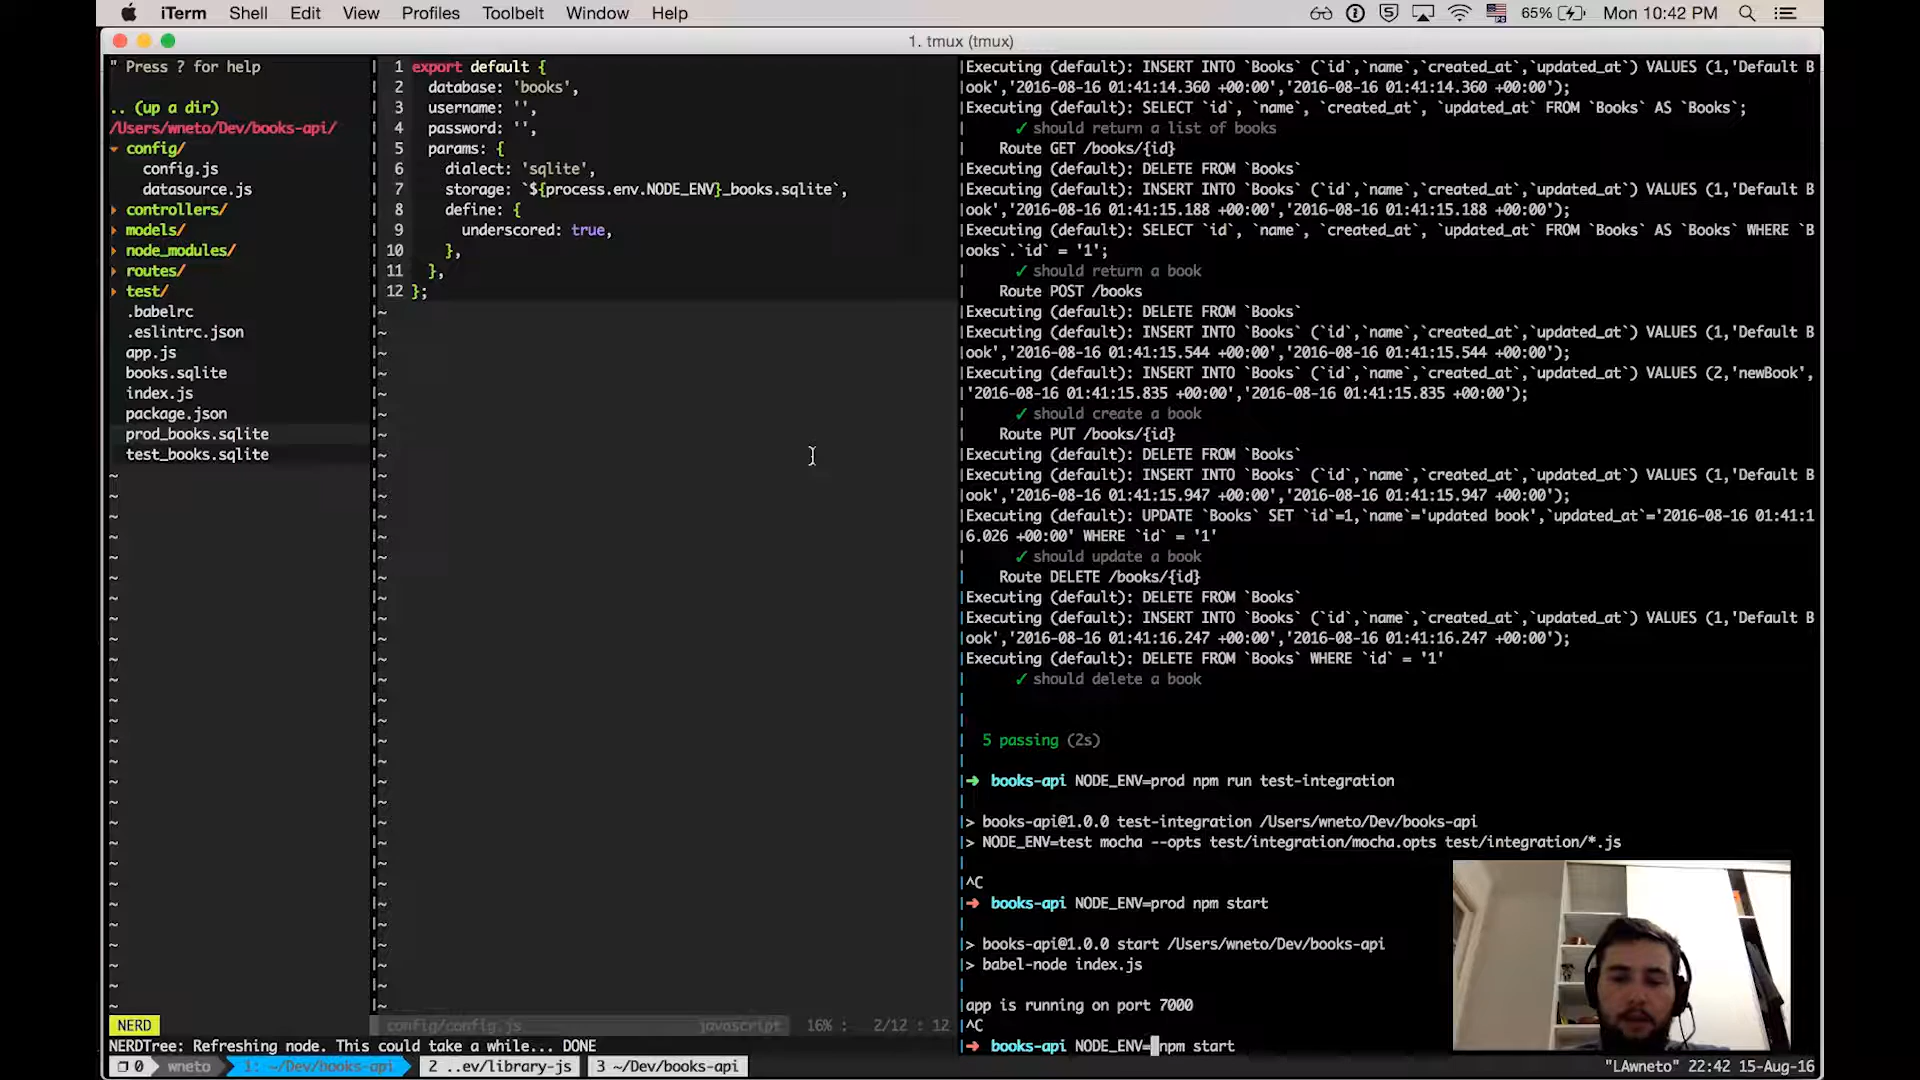 iTerm Shell Edit View Profiles Toolbelt Window Help 65% Mon 10:42 PM
1. tmux (tmux)
" Press ? for help
.. (up a dir)
/Users/wneto/Dev/books-api/
config/
config.js
datasource.js
controllers/
models/
node_modules/
routes/
test/
.babelrc
.eslintrc.json
app.js
books.sqlite
index.js
package.json
prod_books.sqlite
test_books.sqlite
1 export default {
2 database: 'books',
3 username: '',
4 password: '',
5 params: {
6 dialect: 'sqlite',
7 storage: `${process.env.NODE_ENV}_books.sqlite`,
8 define: {
9 underscored: true,
10 },
11 },
12 };
Executing (default): INSERT INTO `Books` (`id`,`name`,`created_at`,`updated_at`) VALUES (1,'Default B
ook','2016-08-16 01:41:14.360 +00:00','2016-08-16 01:41:14.360 +00:00');
Executing (default): SELECT `id`, `name`, `created_at`, `updated_at` FROM `Books` AS `Books`;
✓ should return a list of books
Route GET /books/{id}
Executing (default): DELETE FROM `Books`
Executing (default): INSERT INTO `Books` (`id`,`name`,`created_at`,`updated_at`) VALUES (1,'Default B
ook','2016-08-16 01:41:15.188 +00:00','2016-08-16 01:41:15.188 +00:00');
Executing (default): SELECT `id`, `name`, `created_at`, `updated_at` FROM `Books` AS `Books` WHERE `B
ooks`.`id` = '1';
✓ should return a book
Route POST /books
Executing (default): DELETE FROM `Books`
Executing (default): INSERT INTO `Books` (`id`,`name`,`created_at`,`updated_at`) VALUES (1,'Default B
ook','2016-08-16 01:41:15.544 +00:00','2016-08-16 01:41:15.544 +00:00');
Executing (default): INSERT INTO `Books` (`id`,`name`,`created_at`,`updated_at`) VALUES (2,'newBook',
'2016-08-16 01:41:15.835 +00:00','2016-08-16 01:41:15.835 +00:00');
✓ should create a book
Route PUT /books/{id}
Executing (default): DELETE FROM `Books`
Executing (default): INSERT INTO `Books` (`id`,`name`,`created_at`,`updated_at`) VALUES (1,'Default B
ook','2016-08-16 01:41:15.947 +00:00','2016-08-16 01:41:15.947 +00:00');
Executing (default): UPDATE `Books` SET `id`=1,`name`='updated book',`updated_at`='2016-08-16 01:41:1
6.026 +00:00' WHERE `id` = '1'
✓ should update a book
Route DELETE /books/{id}
Executing (default): DELETE FROM `Books`
Executing (default): INSERT INTO `Books` (`id`,`name`,`created_at`,`updated_at`) VALUES (1,'Default B
ook','2016-08-16 01:41:16.247 +00:00','2016-08-16 01:41:16.247 +00:00');
Executing (default): DELETE FROM `Books` WHERE `id` = '1'
✓ should delete a book
5 passing (2s)
➜ books-api NODE_ENV=prod npm run test-integration
> books-api@1.0.0 test-integration /Users/wneto/Dev/books-api
> NODE_ENV=test mocha --opts test/integration/mocha.opts test/integration/*.js
^C
➜ books-api NODE_ENV=prod npm start
> books-api@1.0.0 start /Users/wneto/Dev/books-api
> babel-node index.js
app is running on port 7000
^C
➜ books-api NODE_ENV= npm start
NERD config/config.js javascript 16% : 2/12 : 12
NERDTree: Refreshing node. This could take a while... DONE
0 wneto 1: ~/Dev/books-api 2 ..ev/library-js 3 ~/Dev/books-api "LAwneto" 22:42 15-Aug-16